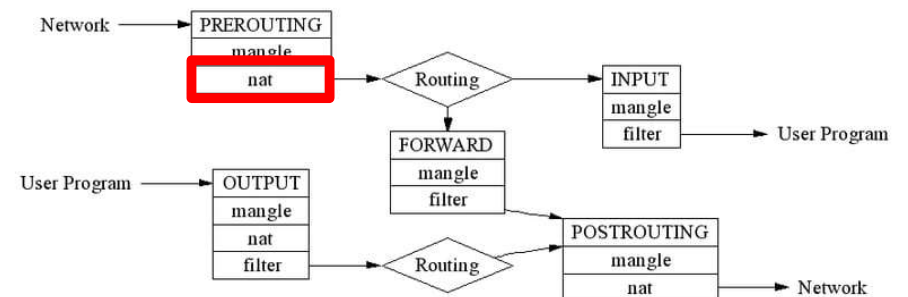 Network
PREROUTING
mangle
nat
Routing
INPUT
mangle
filter
User Program
FORWARD
mangle
filter
User Program
OUTPUT
mangle
nat
filter
Routing
POSTROUTING
mangle
nat
Network